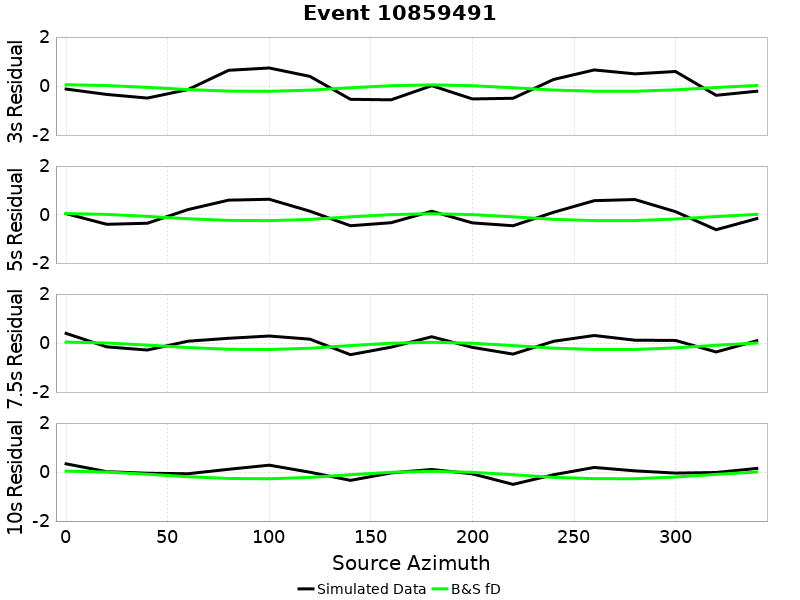 Event 10859491
3s Residual
2
0
-2
5s Residual
2
0
-2
7.5s Residual
2
0
-2
10s Residual
2
0
-2
0 50 100 150 200 250 300
Source Azimuth
Simulated Data B&S fD